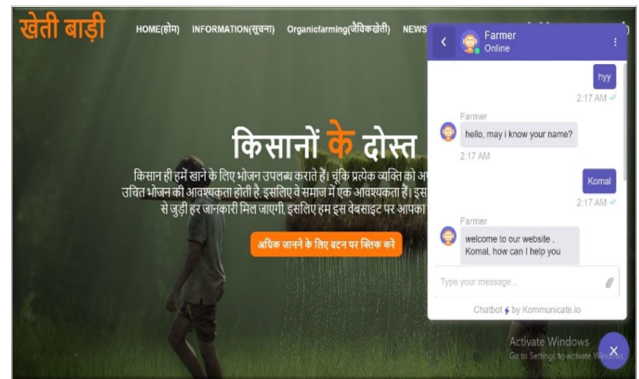 खेती बाड़ी
HOME(होम) INFORMATION(सूचना) Organicfarming(जैविकखेती) NEWS
किसानों के दोस्त
किसान ही हमें खाने के लिए भोजन उपलब्ध कराते हैं। चूंकि प्रत्येक व्यक्ति को
उचित भोजन की आवश्यकता होती है. इसलिए वे समाज में एक आवश्यकता हैं। इस
से जुड़ी हर जानकारी मिल जाएगी, इसलिए हम इस वेबसाइट पर आपका
अधिक जानने के लिए बटन पर क्लिक करे
Farmer
Online
hyy
2:17 AM
Farmer
hello, may i know your name?
2:17 AM
Komal
2:17 AM
Farmer
welcome to our website ,
Komal, how can I help you
Type your message...
Chatbot by Kommunicate.io
Activate Windows
Go to Settings to activate Windows.